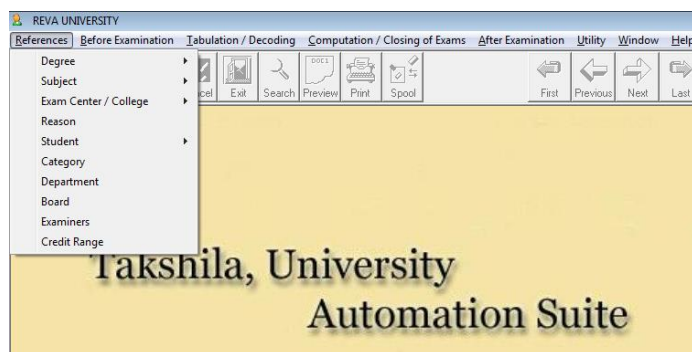 REVA UNIVERSITY
References Before Examination Tabulation / Decoding Computation / Closing of Exams After Examination Utility Window Help
Exit Search Preview Print Spool First Previous Next Last
Degree
Subject
Exam Center / College
Reason
Student
Category
Department
Board
Examiners
Credit Range
Takshila, University
Automation Suite